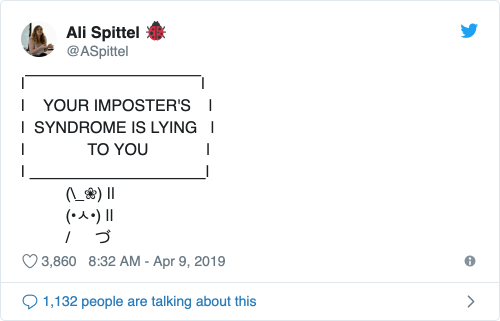 Ali Spittel 🐞
@ASpittel
|￣￣￣￣￣￣￣￣￣￣|
| YOUR IMPOSTER'S |
| SYNDROME IS LYING |
| TO YOU |
| ＿＿＿＿＿＿＿＿＿＿|
(\_❀) ||
(•ㅅ•) ||
/ づ
3,860 8:32 AM - Apr 9, 2019
1,132 people are talking about this